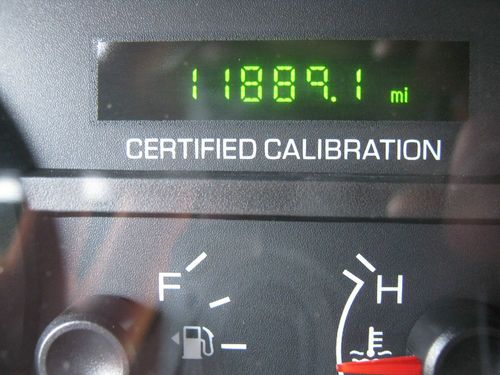 11889.1 mi
CERTIFIED CALIBRATION
F H